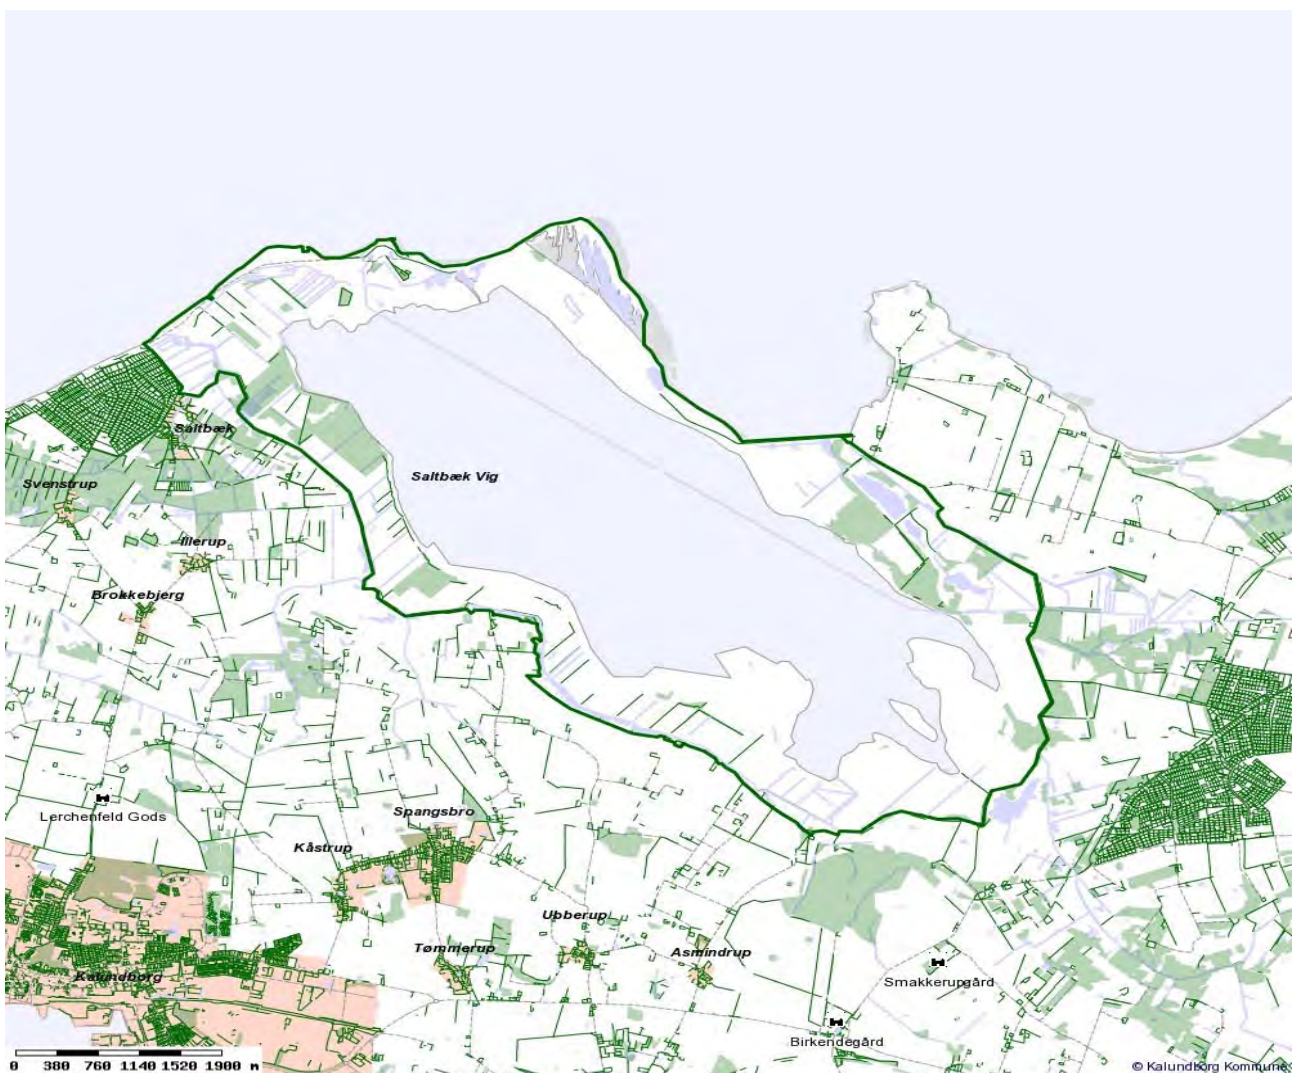 Saltbæk
Saltbæk Vig
Svenstrup
Illerup
Brokkebjerg
Lerchenfeld Gods
Spangsbro
Kåstrup
Ubberup
Tømmerup
Asmindrup
Kalundborg
Smakkerupgård
Birkendegård
0 380 760 1140 1520 1900 m
© Kalundborg Kommune